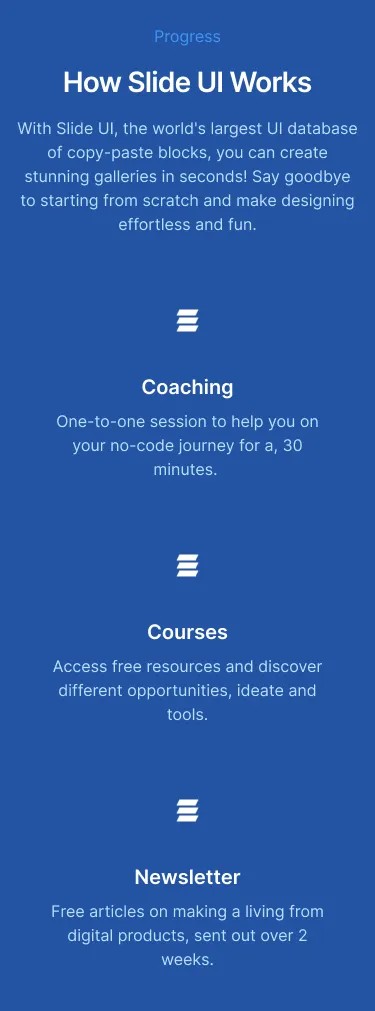 Progress
How Slide UI Works
With Slide UI, the world's largest UI database
of copy-paste blocks, you can create
stunning galleries in seconds! Say goodbye
to starting from scratch and make designing
effortless and fun.
Coaching
One-to-one session to help you on
your no-code journey for a, 30
minutes.
Courses
Access free resources and discover
different opportunities, ideate and
tools.
Newsletter
Free articles on making a living from
digital products, sent out over 2
weeks.